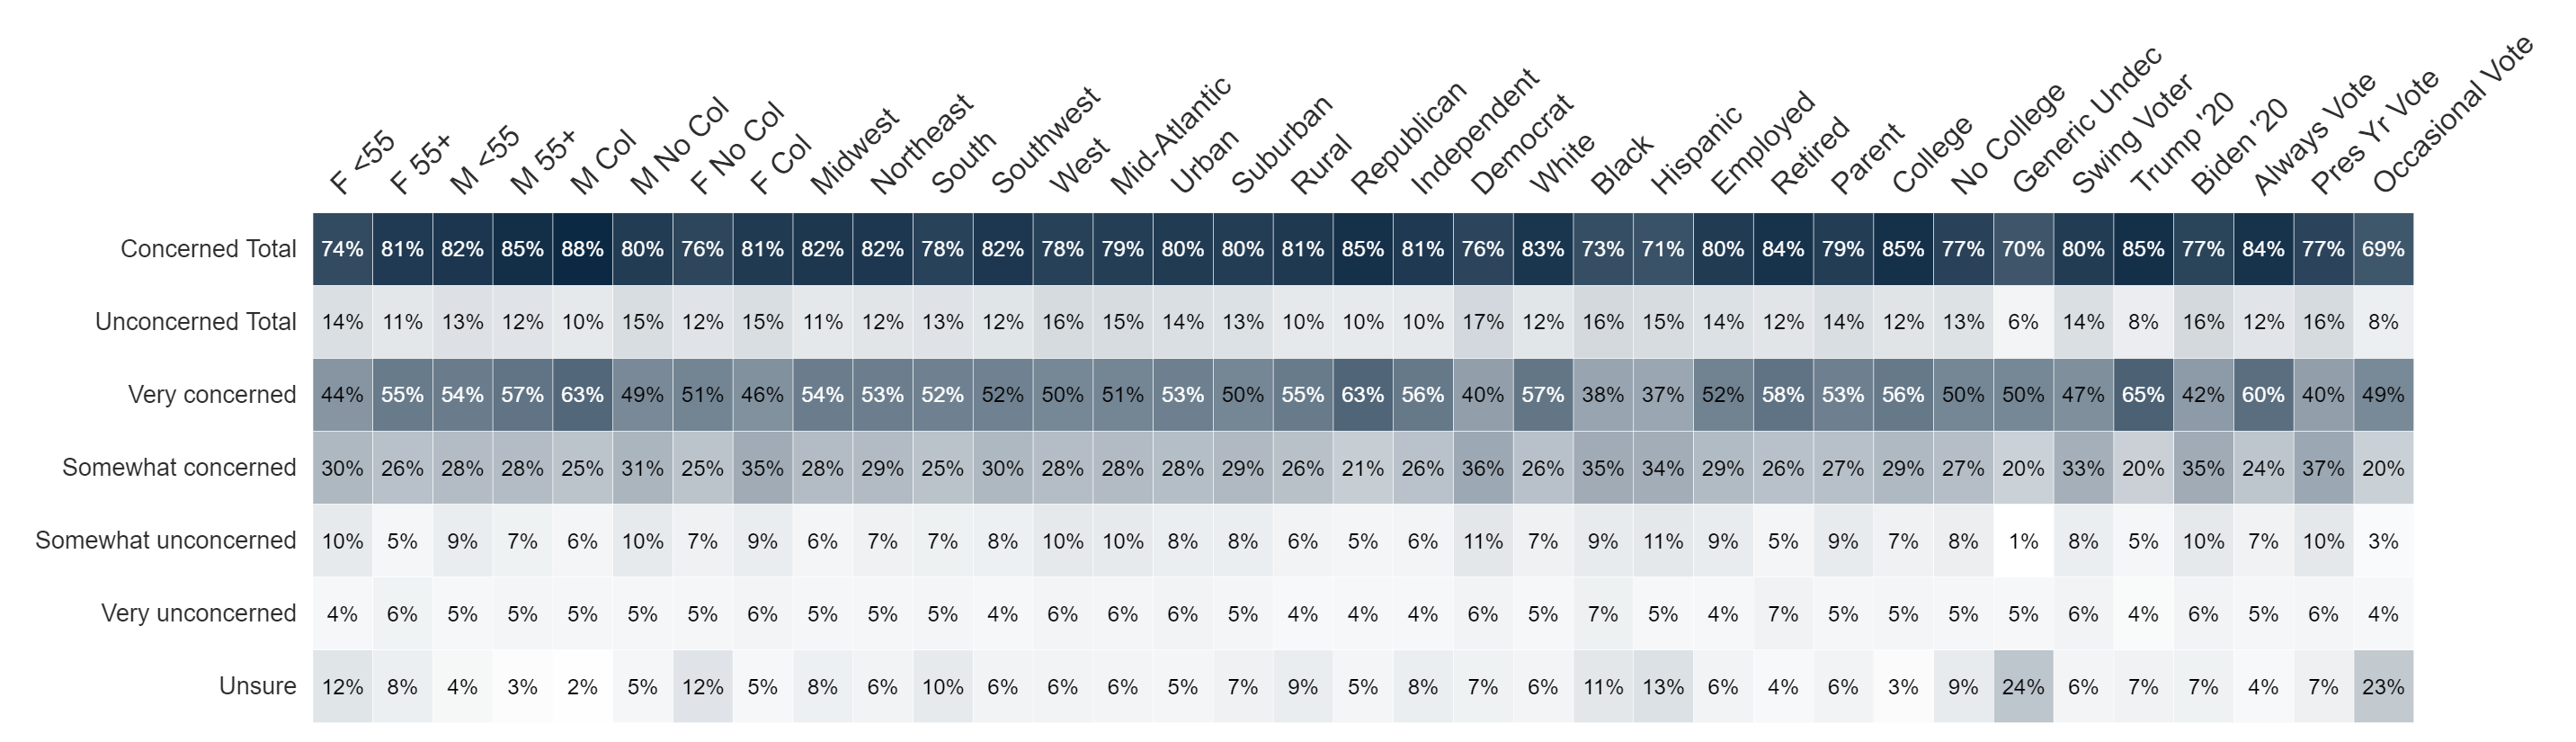 F <55 F 55+ M <55 M 55+ M Col M No Col F No Col F Col Midwest Northeast South Southwest West Mid-Atlantic Urban Suburban Rural Republican Independent Democrat White Black Hispanic Employed Retired Parent College No College Generic Undec Swing Voter Trump '20 Biden '20 Always Vote Pres Yr Vote Occasional Vote
Concerned Total 74% 81% 82% 85% 88% 80% 76% 81% 82% 82% 78% 82% 78% 79% 80% 80% 81% 85% 81% 76% 83% 73% 71% 80% 84% 79% 85% 77% 70% 80% 85% 77% 84% 77% 69%
Unconcerned Total 14% 11% 13% 12% 10% 15% 12% 15% 11% 12% 13% 12% 16% 15% 14% 13% 10% 10% 10% 17% 12% 16% 15% 14% 12% 14% 12% 13% 6% 14% 8% 16% 12% 16% 8%
Very concerned 44% 55% 54% 57% 63% 49% 51% 46% 54% 53% 52% 52% 50% 51% 53% 50% 55% 63% 56% 40% 57% 38% 37% 52% 58% 53% 56% 50% 50% 47% 65% 42% 60% 40% 49%
Somewhat concerned 30% 26% 28% 28% 25% 31% 25% 35% 28% 29% 25% 30% 28% 28% 28% 29% 26% 21% 26% 36% 26% 35% 34% 29% 26% 27% 29% 27% 20% 33% 20% 35% 24% 37% 20%
Somewhat unconcerned 10% 5% 9% 7% 6% 10% 7% 9% 6% 7% 7% 8% 10% 10% 8% 8% 6% 5% 6% 11% 7% 9% 11% 9% 5% 9% 7% 8% 1% 8% 5% 10% 7% 10% 3%
Very unconcerned 4% 6% 5% 5% 5% 5% 5% 6% 5% 5% 5% 4% 6% 6% 6% 5% 4% 4% 4% 6% 5% 7% 5% 4% 7% 5% 5% 5% 5% 6% 4% 6% 5% 6% 4%
Unsure 12% 8% 4% 3% 2% 5% 12% 5% 8% 6% 10% 6% 6% 6% 5% 7% 9% 5% 8% 7% 6% 11% 13% 6% 4% 6% 3% 9% 24% 6% 7% 7% 4% 7% 23%